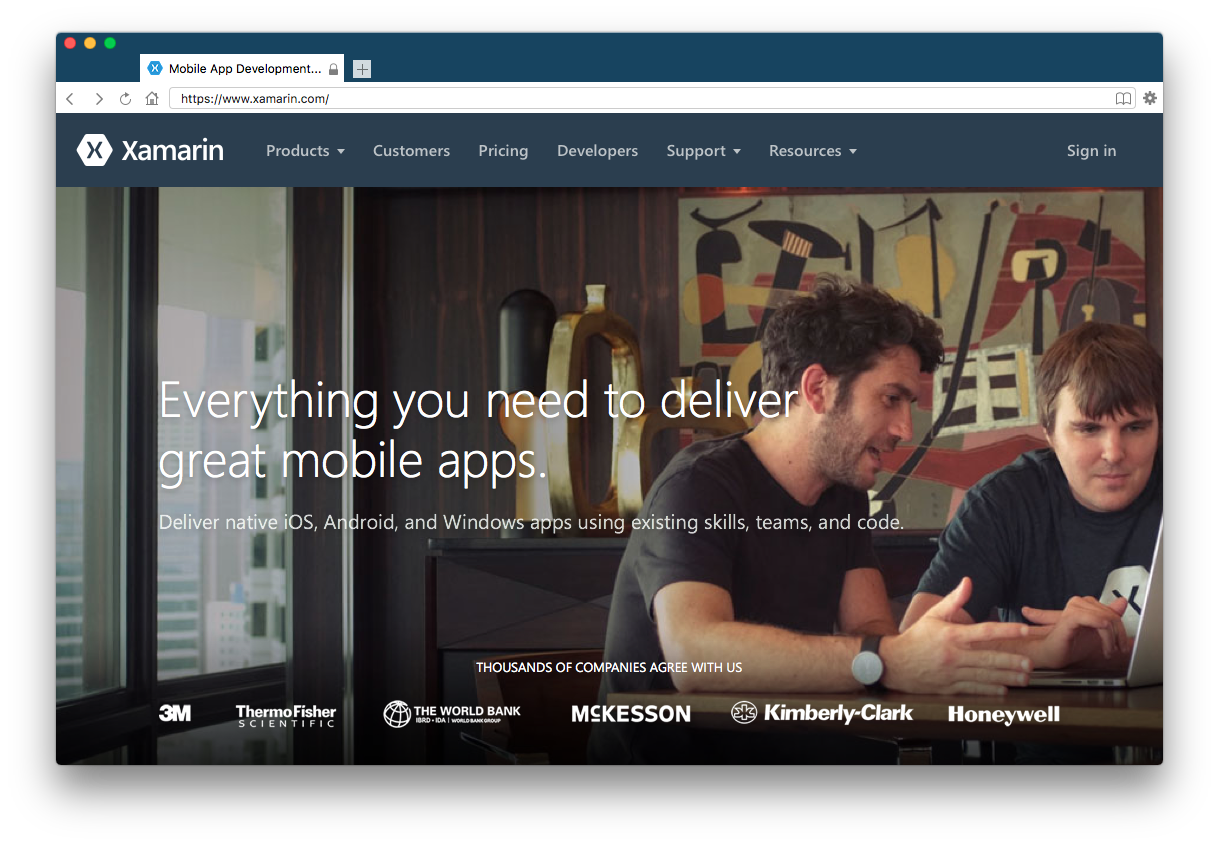 Mobile App Development...
https://www.xamarin.com/
Xamarin Products Customers Pricing Developers Support Resources Sign in
Everything you need to deliver
great mobile apps.
Deliver native iOS, Android, and Windows apps using existing skills, teams, and code.
THOUSANDS OF COMPANIES AGREE WITH US
3M
ThermoFisher
SCIENTIFIC
THE WORLD BANK
IBRD • IDA | WORLD BANK GROUP
MCKESSON
Kimberly-Clark
Honeywell